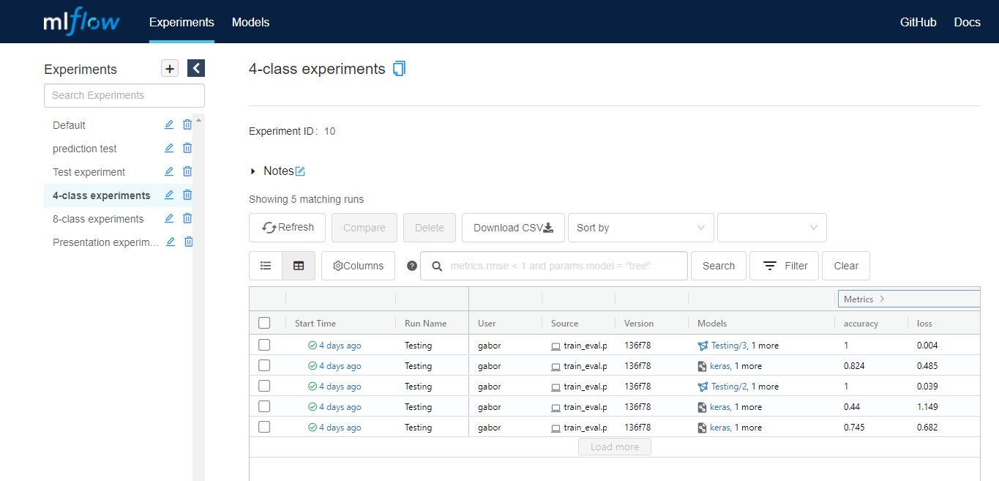 mlflow Experiments Models GitHub Docs
Experiments +
Search Experiments
Default
prediction test
Test experiment
4-class experiments
8-class experiments
Presentation experim...
4-class experiments
Experiment ID: 10
Notes
Showing 5 matching runs
Refresh Compare Delete Download CSV Sort by
Columns ? metrics.rmse < 1 and params.model = "tree" Search Filter Clear
Metrics >
Start Time Run Name User Source Version Models accuracy loss
4 days ago Testing gabor train_eval.p 136f78 Testing/3, 1 more 1 0.004
4 days ago Testing gabor train_eval.p 136f78 keras, 1 more 0.824 0.485
4 days ago Testing gabor train_eval.p 136f78 Testing/2, 1 more 1 0.039
4 days ago Testing gabor train_eval.p 136f78 keras, 1 more 0.44 1.149
4 days ago Testing gabor train_eval.p 136f78 keras, 1 more 0.745 0.682
Load more